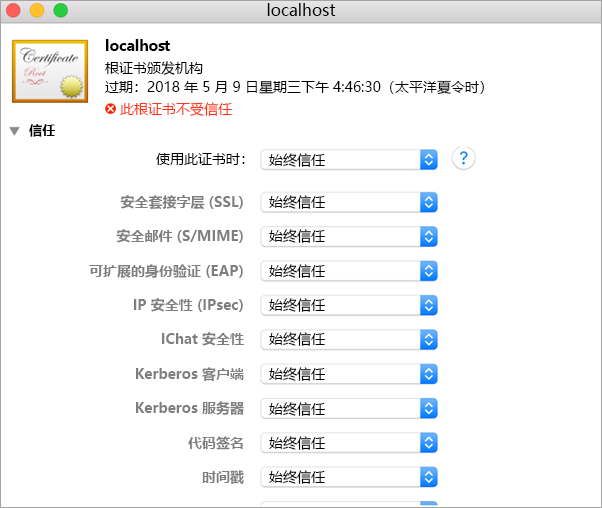 localhost
Certificate
Root
localhost
根证书颁发机构
过期：2018 年 5 月 9 日星期三下午 4:46:30（太平洋夏令时）
此根证书不受信任
信任
使用此证书时： 始终信任 ?
安全套接字层 (SSL) 始终信任
安全邮件 (S/MIME) 始终信任
可扩展的身份验证 (EAP) 始终信任
IP 安全性 (IPsec) 始终信任
IChat 安全性 始终信任
Kerberos 客户端 始终信任
Kerberos 服务器 始终信任
代码签名 始终信任
时间戳 始终信任